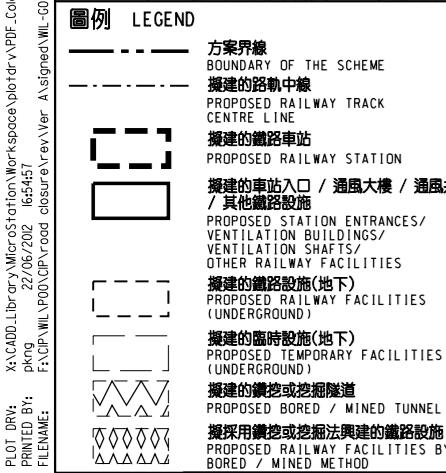 圖例 LEGEND
方案界線
BOUNDARY OF THE SCHEME
擬建的路軌中線
PROPOSED RAILWAY TRACK
CENTRE LINE
擬建的鐵路車站
PROPOSED RAILWAY STATION
擬建的車站入口 / 通風大樓 / 通風
/ 其他鐵路設施
PROPOSED STATION ENTRANCES/
VENTILATION BUILDINGS/
VENTILATION SHAFTS/
OTHER RAILWAY FACILITIES
擬建的鐵路設施(地下)
PROPOSED RAILWAY FACILITIES
(UNDERGROUND)
擬建的臨時設施(地下)
PROPOSED TEMPORARY FACILITIES
(UNDERGROUND)
擬建的鑽挖或挖掘隧道
PROPOSED BORED / MINED TUNNEL
擬採用鑽挖或挖掘法興建的鐵路設施
PROPOSED RAILWAY FACILITIES B
BORED / MINED METHOD
PLOT DRV: X:\CADD_Library\MicroStation\Workspace\plotdrv\PDF_Col
PRINTED BY: pkng 22/06/2012 16:54:57
FILENAME: F:\CIP\WIL\P00\CIP\road closure\rev\Ver A\signed\WIL-G0